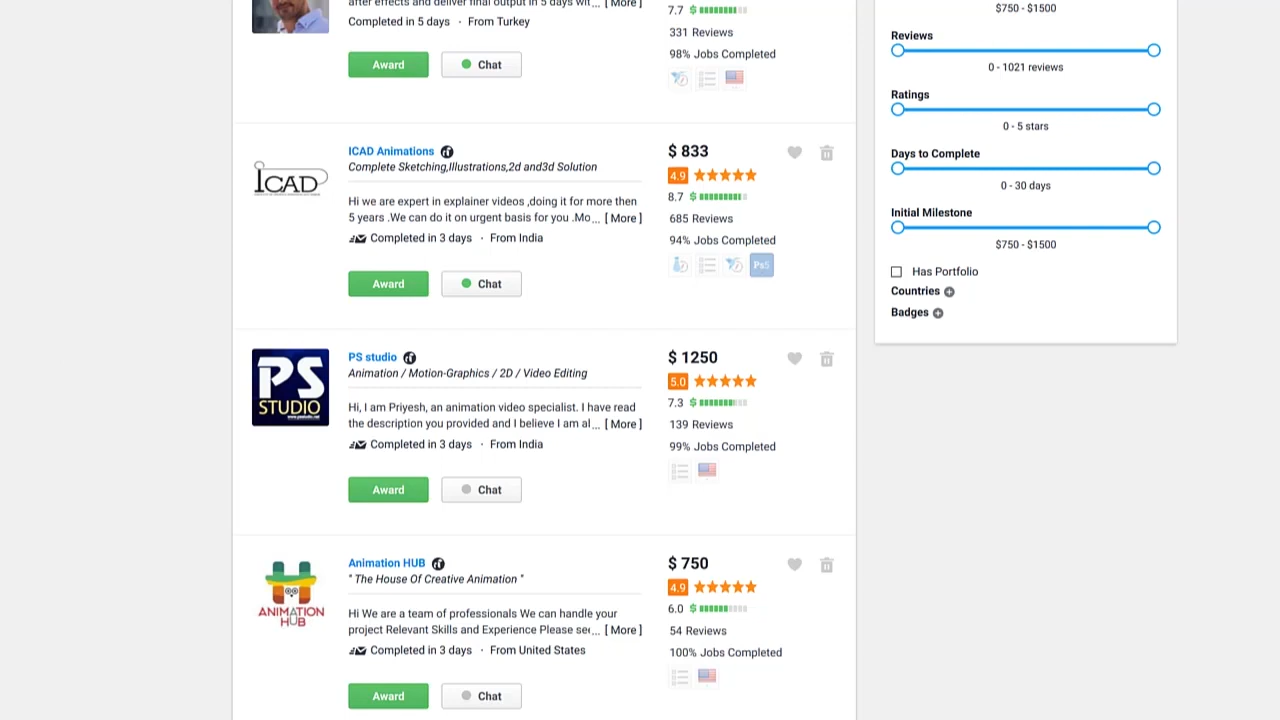 after effects and deliver final output in 5 days wit... [ More ]
Completed in 5 days · From Turkey
Award
Chat
7.7 $
331 Reviews
98% Jobs Completed
ICAD
ICAD Animations
Complete Sketching,Illustrations,2d and3d Solution
Hi we are expert in explainer videos ,doing it for more then
5 years .We can do it on urgent basis for you .Mo... [ More ]
Completed in 3 days · From India
Award
Chat
$ 833
4.9
8.7 $
685 Reviews
94% Jobs Completed
Ps5
PS
STUDIO
PS studio
Animation / Motion-Graphics / 2D / Video Editing
Hi, I am Priyesh, an animation video specialist. I have read
the description you provided and I believe I am al... [ More ]
Completed in 3 days · From India
Award
Chat
$ 1250
5.0
7.3 $
139 Reviews
99% Jobs Completed
ANIMATION
HUB
Animation HUB
" The House Of Creative Animation "
Hi We are a team of professionals We can handle your
project Relevant Skills and Experience Please see... [ More ]
Completed in 3 days · From United States
Award
Chat
$ 750
4.9
6.0 $
54 Reviews
100% Jobs Completed
$750 - $1500
Reviews
0 - 1021 reviews
Ratings
0 - 5 stars
Days to Complete
0 - 30 days
Initial Milestone
$750 - $1500
Has Portfolio
Countries
Badges